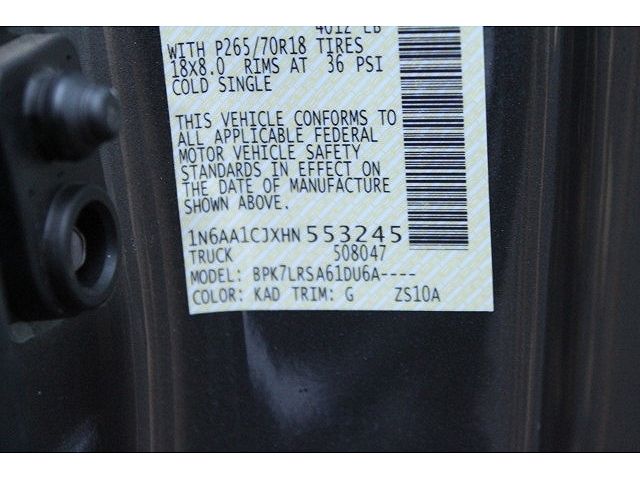 4012 LB
WITH P265/70R18 TIRES
18X8.0 RIMS AT 36 PSI
COLD SINGLE
THIS VEHICLE CONFORMS TO
ALL APPLICABLE FEDERAL
MOTOR VEHICLE SAFETY
STANDARDS IN EFFECT ON
THE DATE OF MANUFACTURE
SHOWN ABOVE.
1N6AA1CJXHN553245
TRUCK 508047
MODEL: BPK7LRSA61DU6A----
COLOR: KAD TRIM: G ZS10A